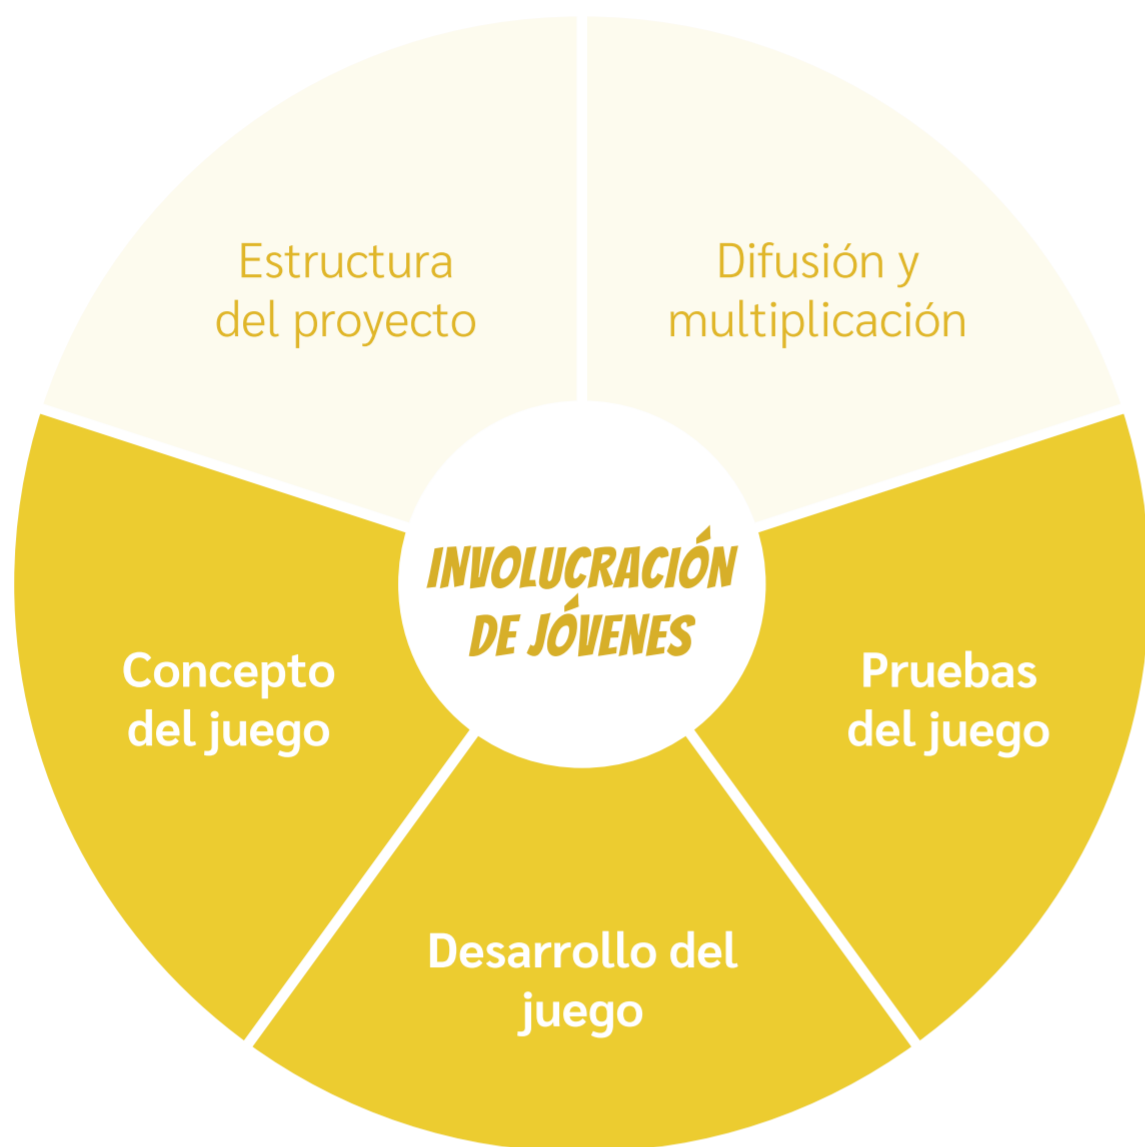 Estructura
del proyecto
Difusión y
multiplicación
INVOLUCRACIÓN
DE JÓVENES
Concepto
del juego
Pruebas
del juego
Desarrollo del
juego